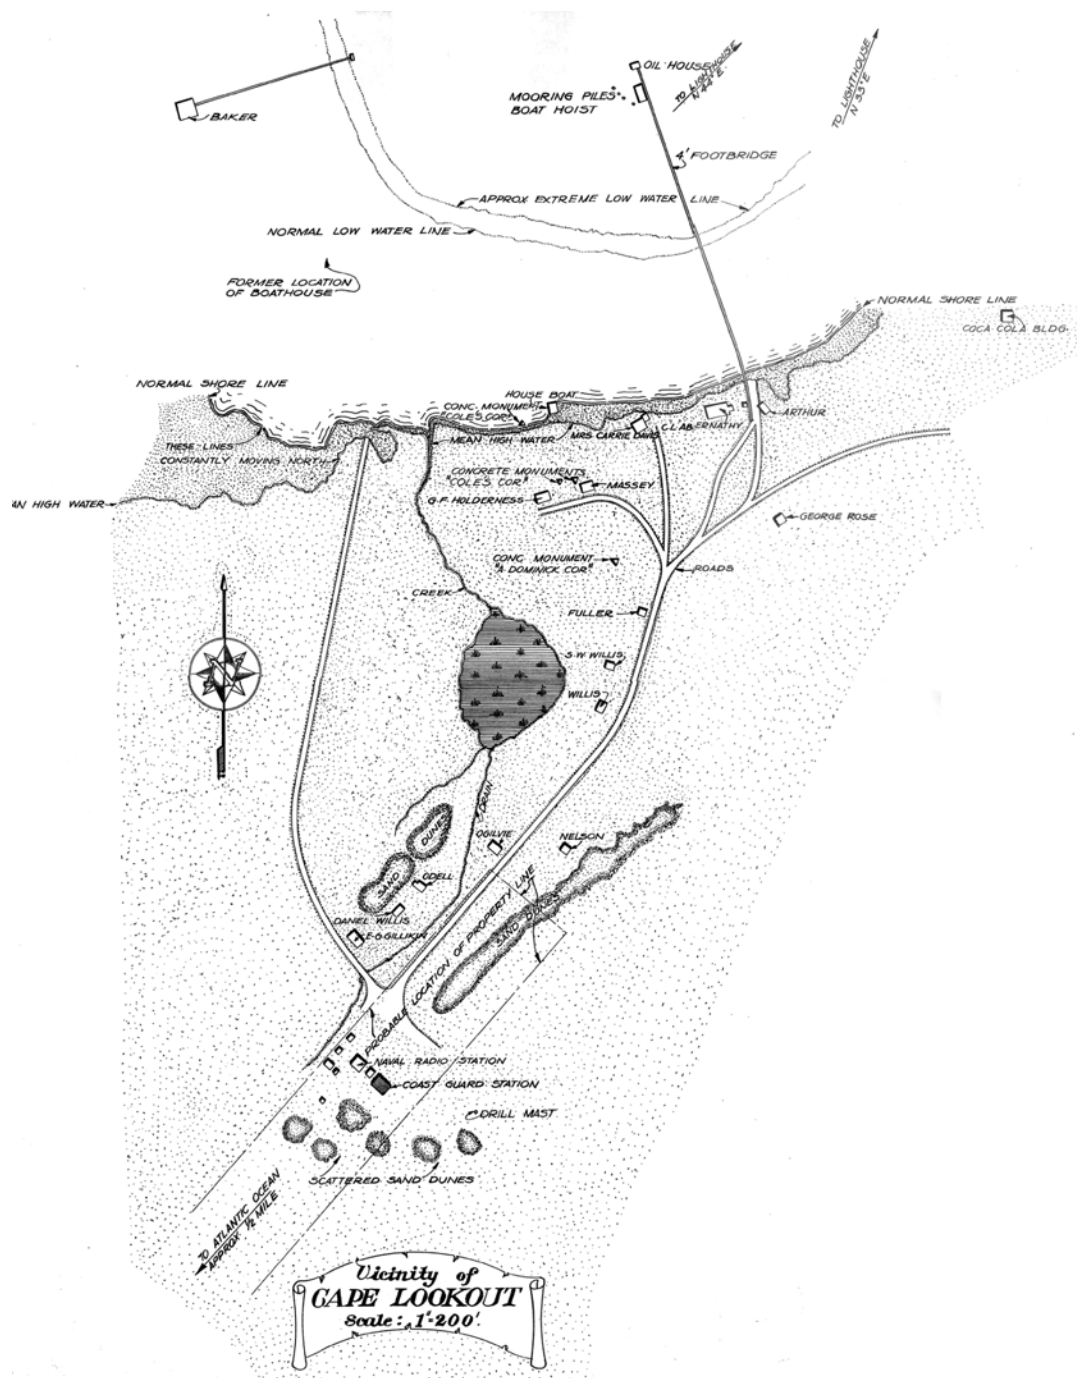 OIL HOUSE
TO LIGHTHOUSE
N 44° E.
TO LIGHTHOUSE
N 33° E
MOORING PILES
BOAT HOIST
BAKER
4' FOOTBRIDGE
APPROX EXTREME LOW WATER LINE
NORMAL LOW WATER LINE
FORMER LOCATION
OF BOATHOUSE
NORMAL SHORE LINE
COCA COLA BLDG.
NORMAL SHORE LINE
HOUSE BOAT
CONC. MONUMENT
"COLES COR"
ARTHUR
C.L. ABERNATHY
THESE LINES
CONSTANTLY MOVING NORTH
MEAN HIGH WATER
MRS CARRIE DAVIS
CONCRETE MONUMENTS
"COLES COR"
MASSEY
G.F. HOLDERNESS
AN HIGH WATER
GEORGE ROSE
CONC. MONUMENT
"A DOMINICK COR"
ROADS
CREEK
FULLER
S.W. WILLIS
WILLIS
DRAIN
SAND DUNES
OGILVIE
NELSON
ODELL
DANIEL WILLIS
E.G. GILLIKIN
SAND DUNES
PROBABLE LOCATION OF PROPERTY LINE
NAVAL RADIO STATION
COAST GUARD STATION
DRILL MAST
SCATTERED SAND DUNES
TO ATLANTIC OCEAN
APPROX ½ MILE
Vicinity of
CAPE LOOKOUT
Scale: 1"=200'.